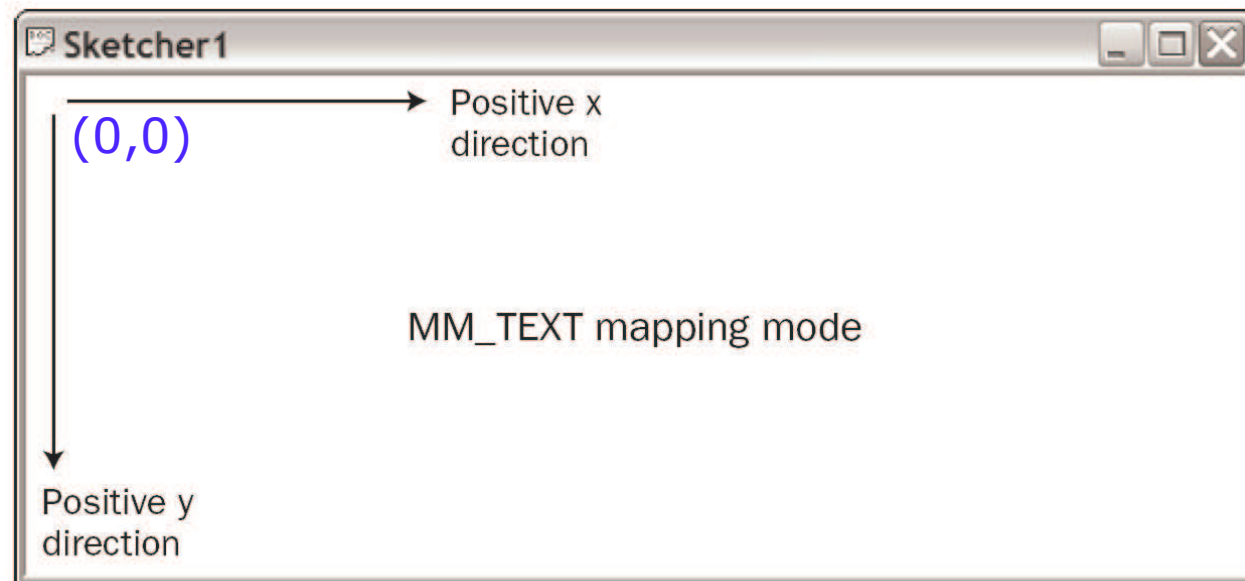 Sketcher1
Positive x
direction
(0,0)
MM_TEXT mapping mode
Positive y
direction